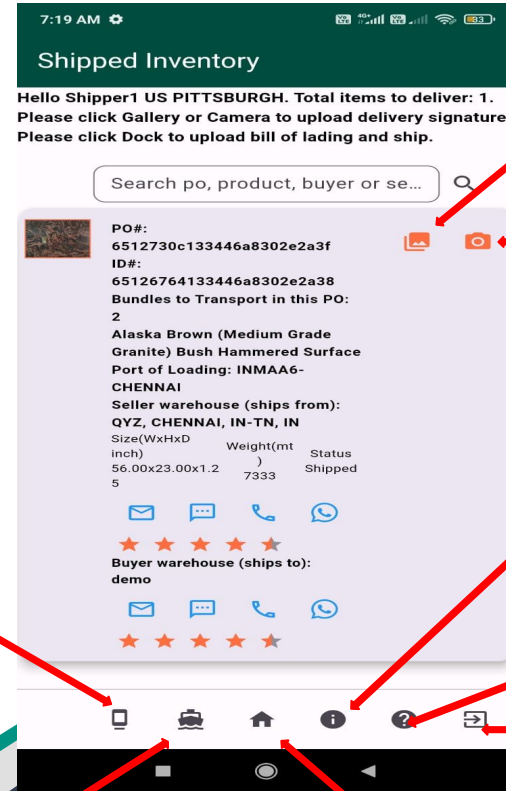 7:19 AM
83
Shipped Inventory
Hello Shipper1 US PITTSBURGH. Total items to deliver: 1.
Please click Gallery or Camera to upload delivery signature
Please click Dock to upload bill of lading and ship.
Search po, product, buyer or se...
PO#:
6512730c133446a8302e2a3f
ID#:
65126764133446a8302e2a38
Bundles to Transport in this PO:
2
Alaska Brown (Medium Grade
Granite) Bush Hammered Surface
Port of Loading: INMAA6-
CHENNAI
Seller warehouse (ships from):
QYZ, CHENNAI, IN-TN, IN
Size(WxHxD
inch)
56.00x23.00x1.2
5
Weight(mt
)
7333
Status
Shipped
Buyer warehouse (ships to):
demo